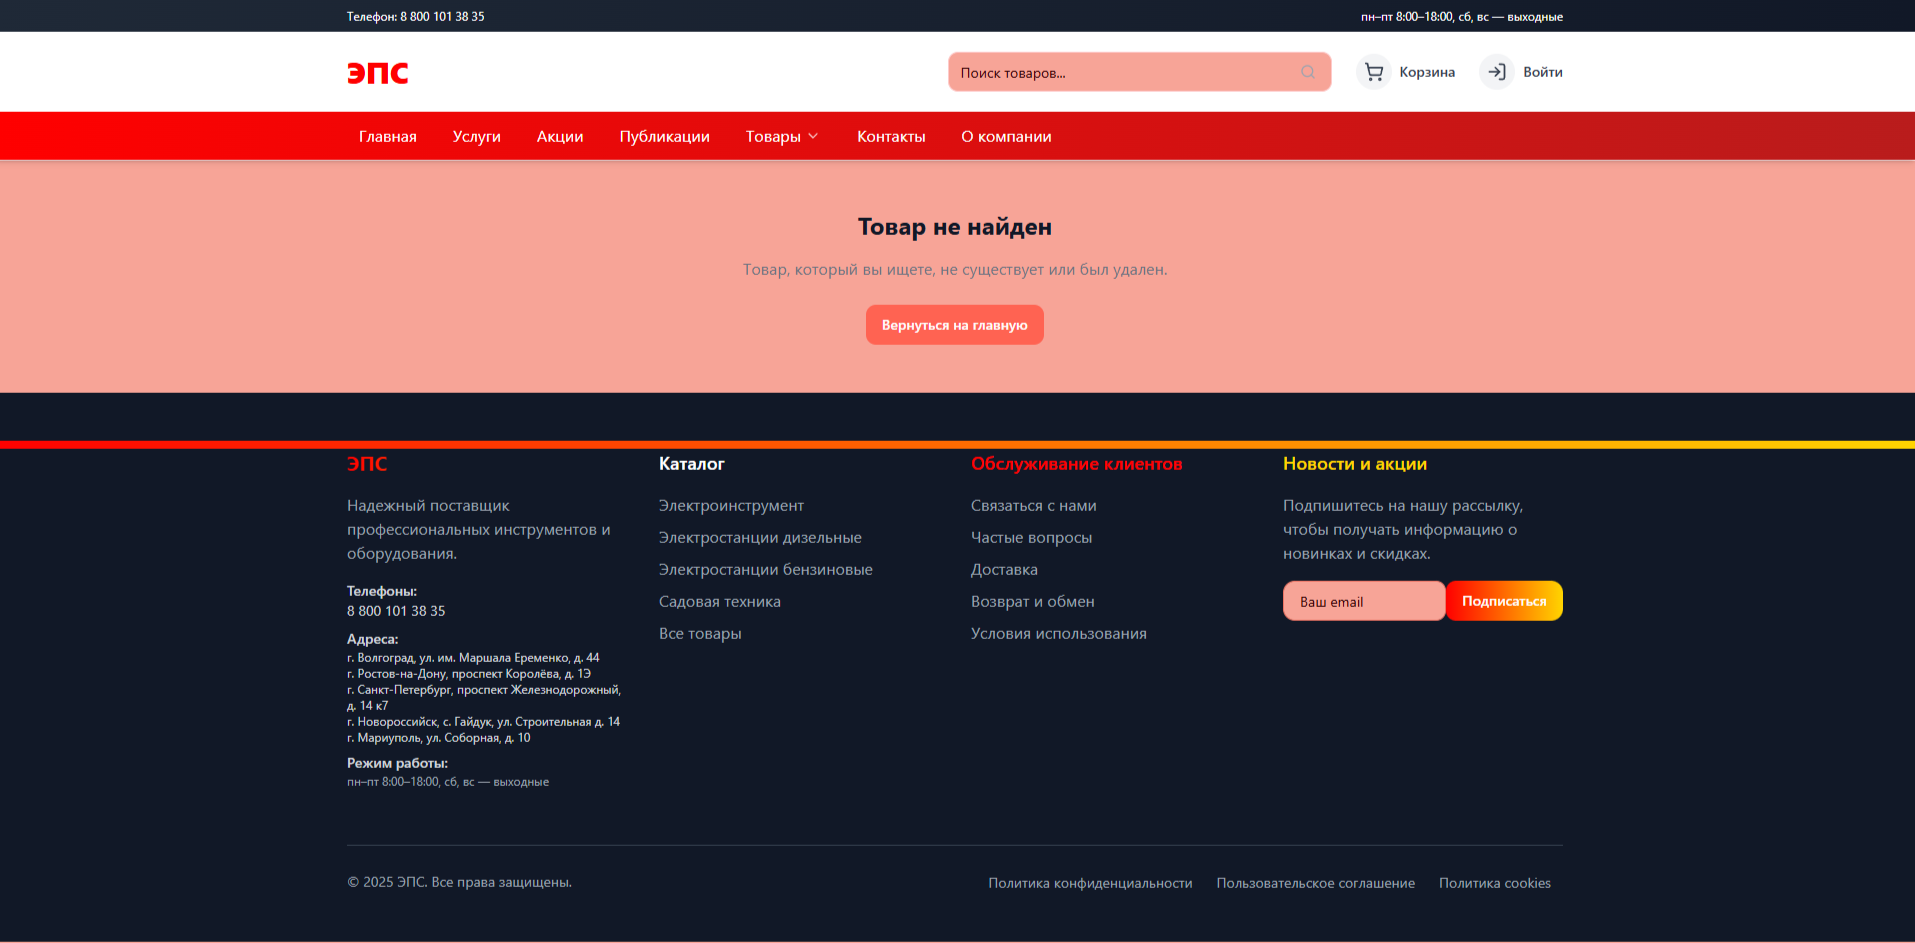 Телефон: 8 800 101 38 35
пн–пт 8:00–18:00, сб, вс — выходные
ЭПС
Поиск товаров...
Корзина
Войти
Главная
Услуги
Акции
Публикации
Товары
Контакты
О компании
Товар не найден
Товар, который вы ищете, не существует или был удален.
Вернуться на главную
ЭПС
Надежный поставщик
профессиональных инструментов и
оборудования.
Телефоны:
8 800 101 38 35
Адреса:
г. Волгоград, ул. им. Маршала Еременко, д. 44
г. Ростов-на-Дону, проспект Королёва, д. 1Э
г. Санкт-Петербург, проспект Железнодорожный,
д. 14 к7
г. Новороссийск, с. Гайдук, ул. Строительная д. 14
г. Мариуполь, ул. Соборная, д. 10
Режим работы:
пн–пт 8:00–18:00, сб, вс — выходные
Каталог
Электроинструмент
Электростанции дизельные
Электростанции бензиновые
Садовая техника
Все товары
Обслуживание клиентов
Связаться с нами
Частые вопросы
Доставка
Возврат и обмен
Условия использования
Новости и акции
Подпишитесь на нашу рассылку,
чтобы получать информацию о
новинках и скидках.
Ваш email
Подписаться
© 2025 ЭПС. Все права защищены.
Политика конфиденциальности
Пользовательское соглашение
Политика cookies